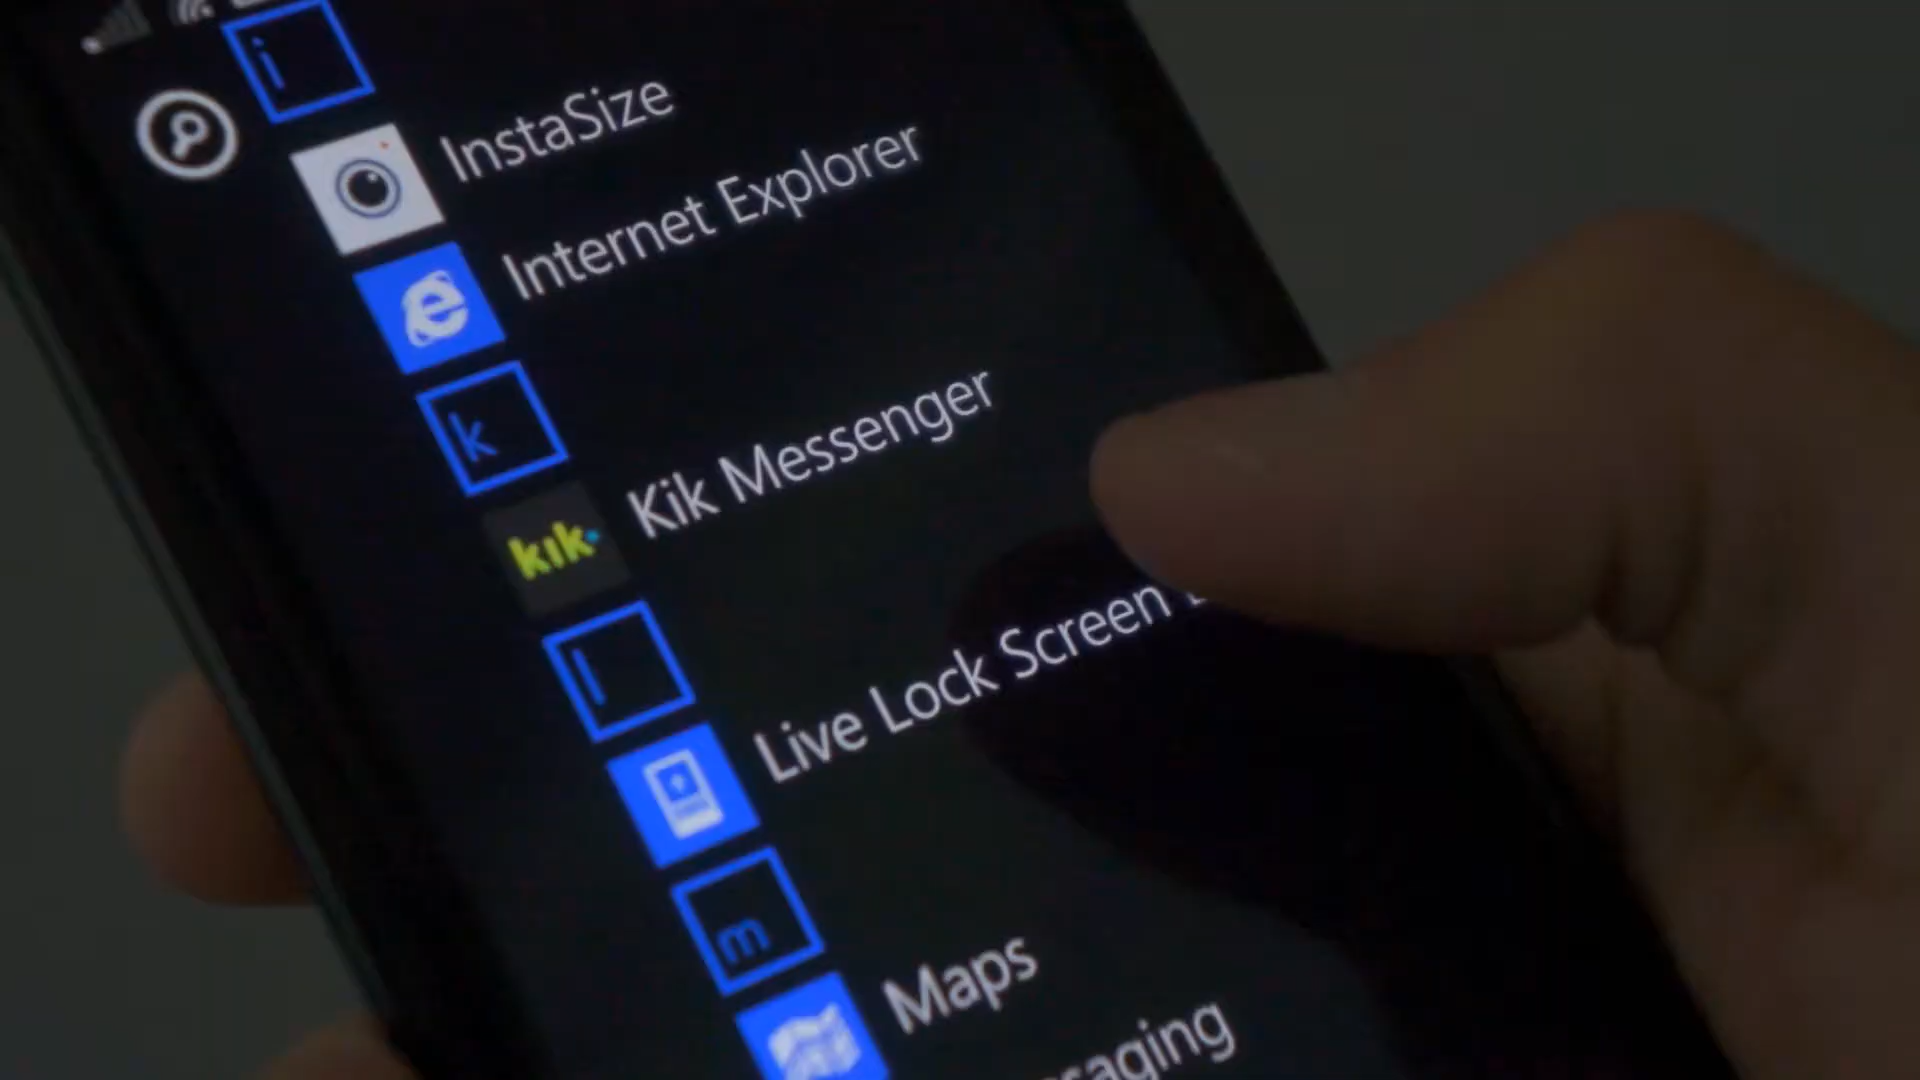 i
InstaSize
Internet Explorer
k
kik
Kik Messenger
l
Live Lock Screen
m
Maps